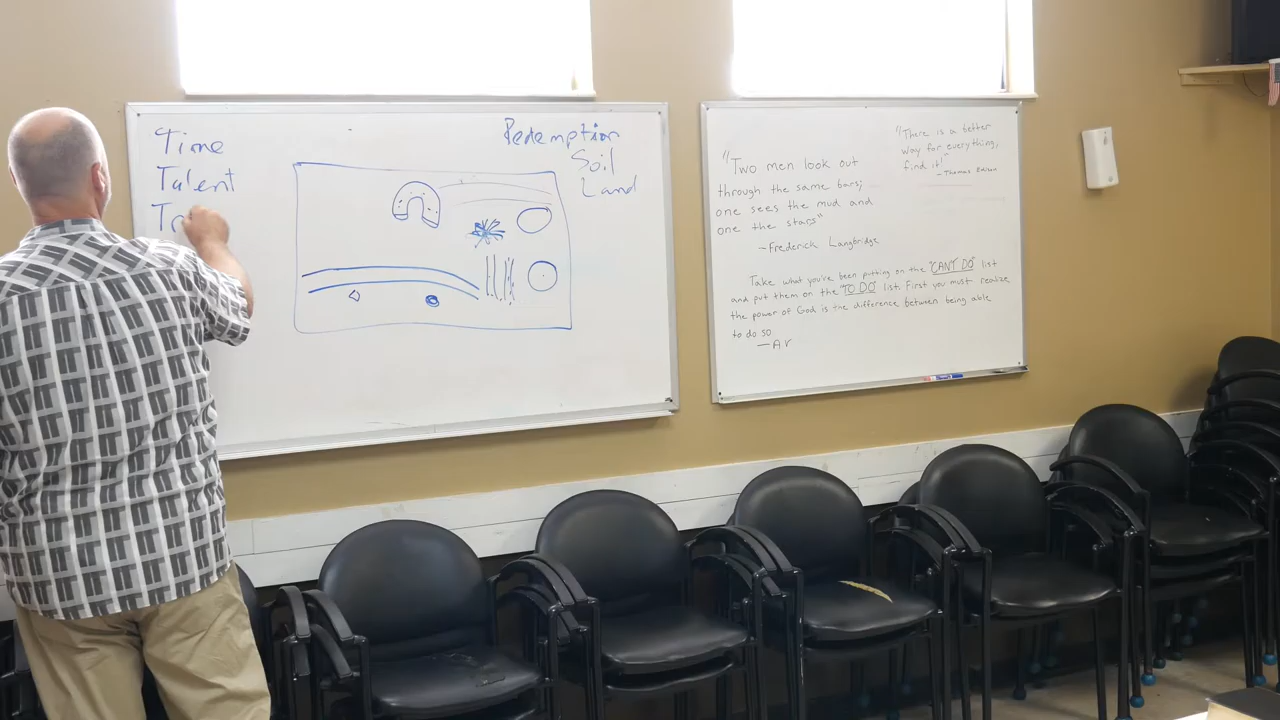 Time
Talent
Redemption
Soil
Land
"Two men look out
through the same bars;
one sees the mud and
one the stars"
—Frederick Langbridge
"There is a better
way for everything,
find it!"
—Thomas Edison
Take what you've been putting on the "CANT DO" list
and put them on the "TO DO" list. First you must realize
the power of God is the difference between being able
to do so
—A V